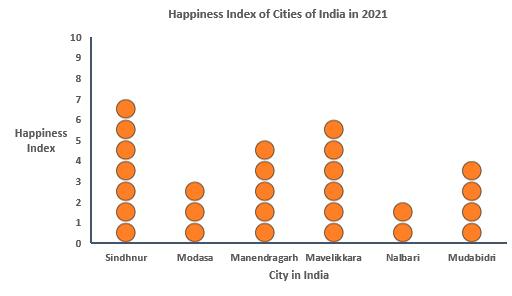 Happiness Index of Cities of India in 2021
10
9
8
7
6
5
4
3
2
1
0
Happiness
Index
Sindhnur Modasa Manendragarh Mavelikkara Nalbari Mudabidri
City in India